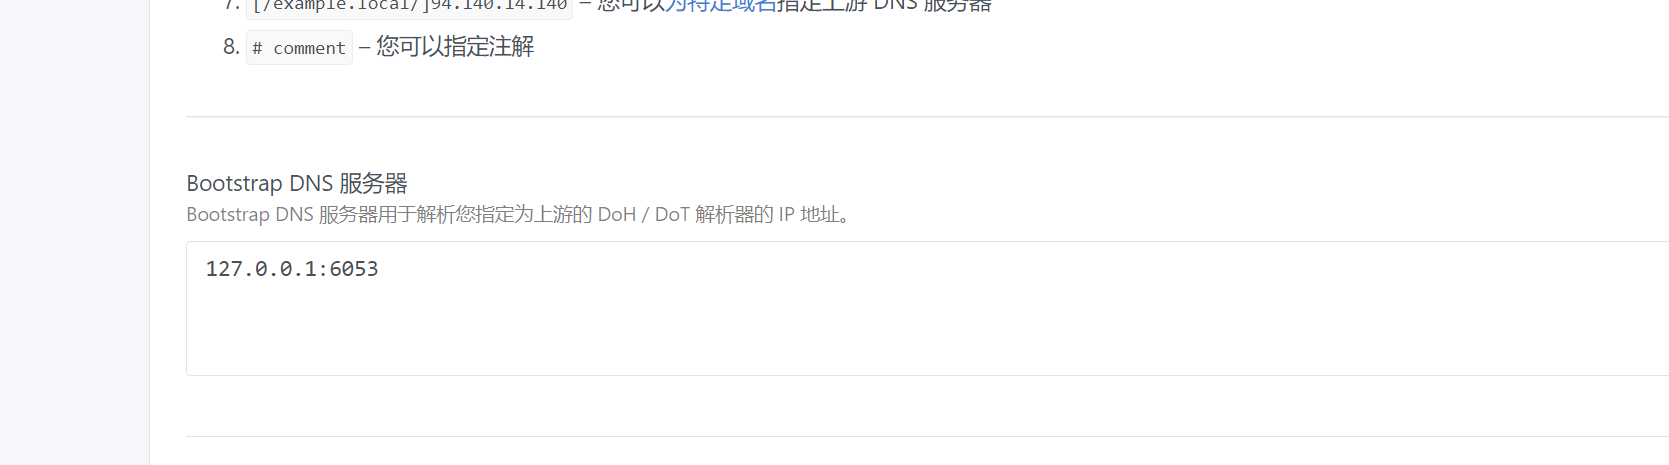 7. [/example.local/]94.140.14.140 – 您可以为特定域名指定上游 DNS 服务器
8. # comment – 您可以指定注解
Bootstrap DNS 服务器
Bootstrap DNS 服务器用于解析您指定为上游的 DoH / DoT 解析器的 IP 地址。
127.0.0.1:6053